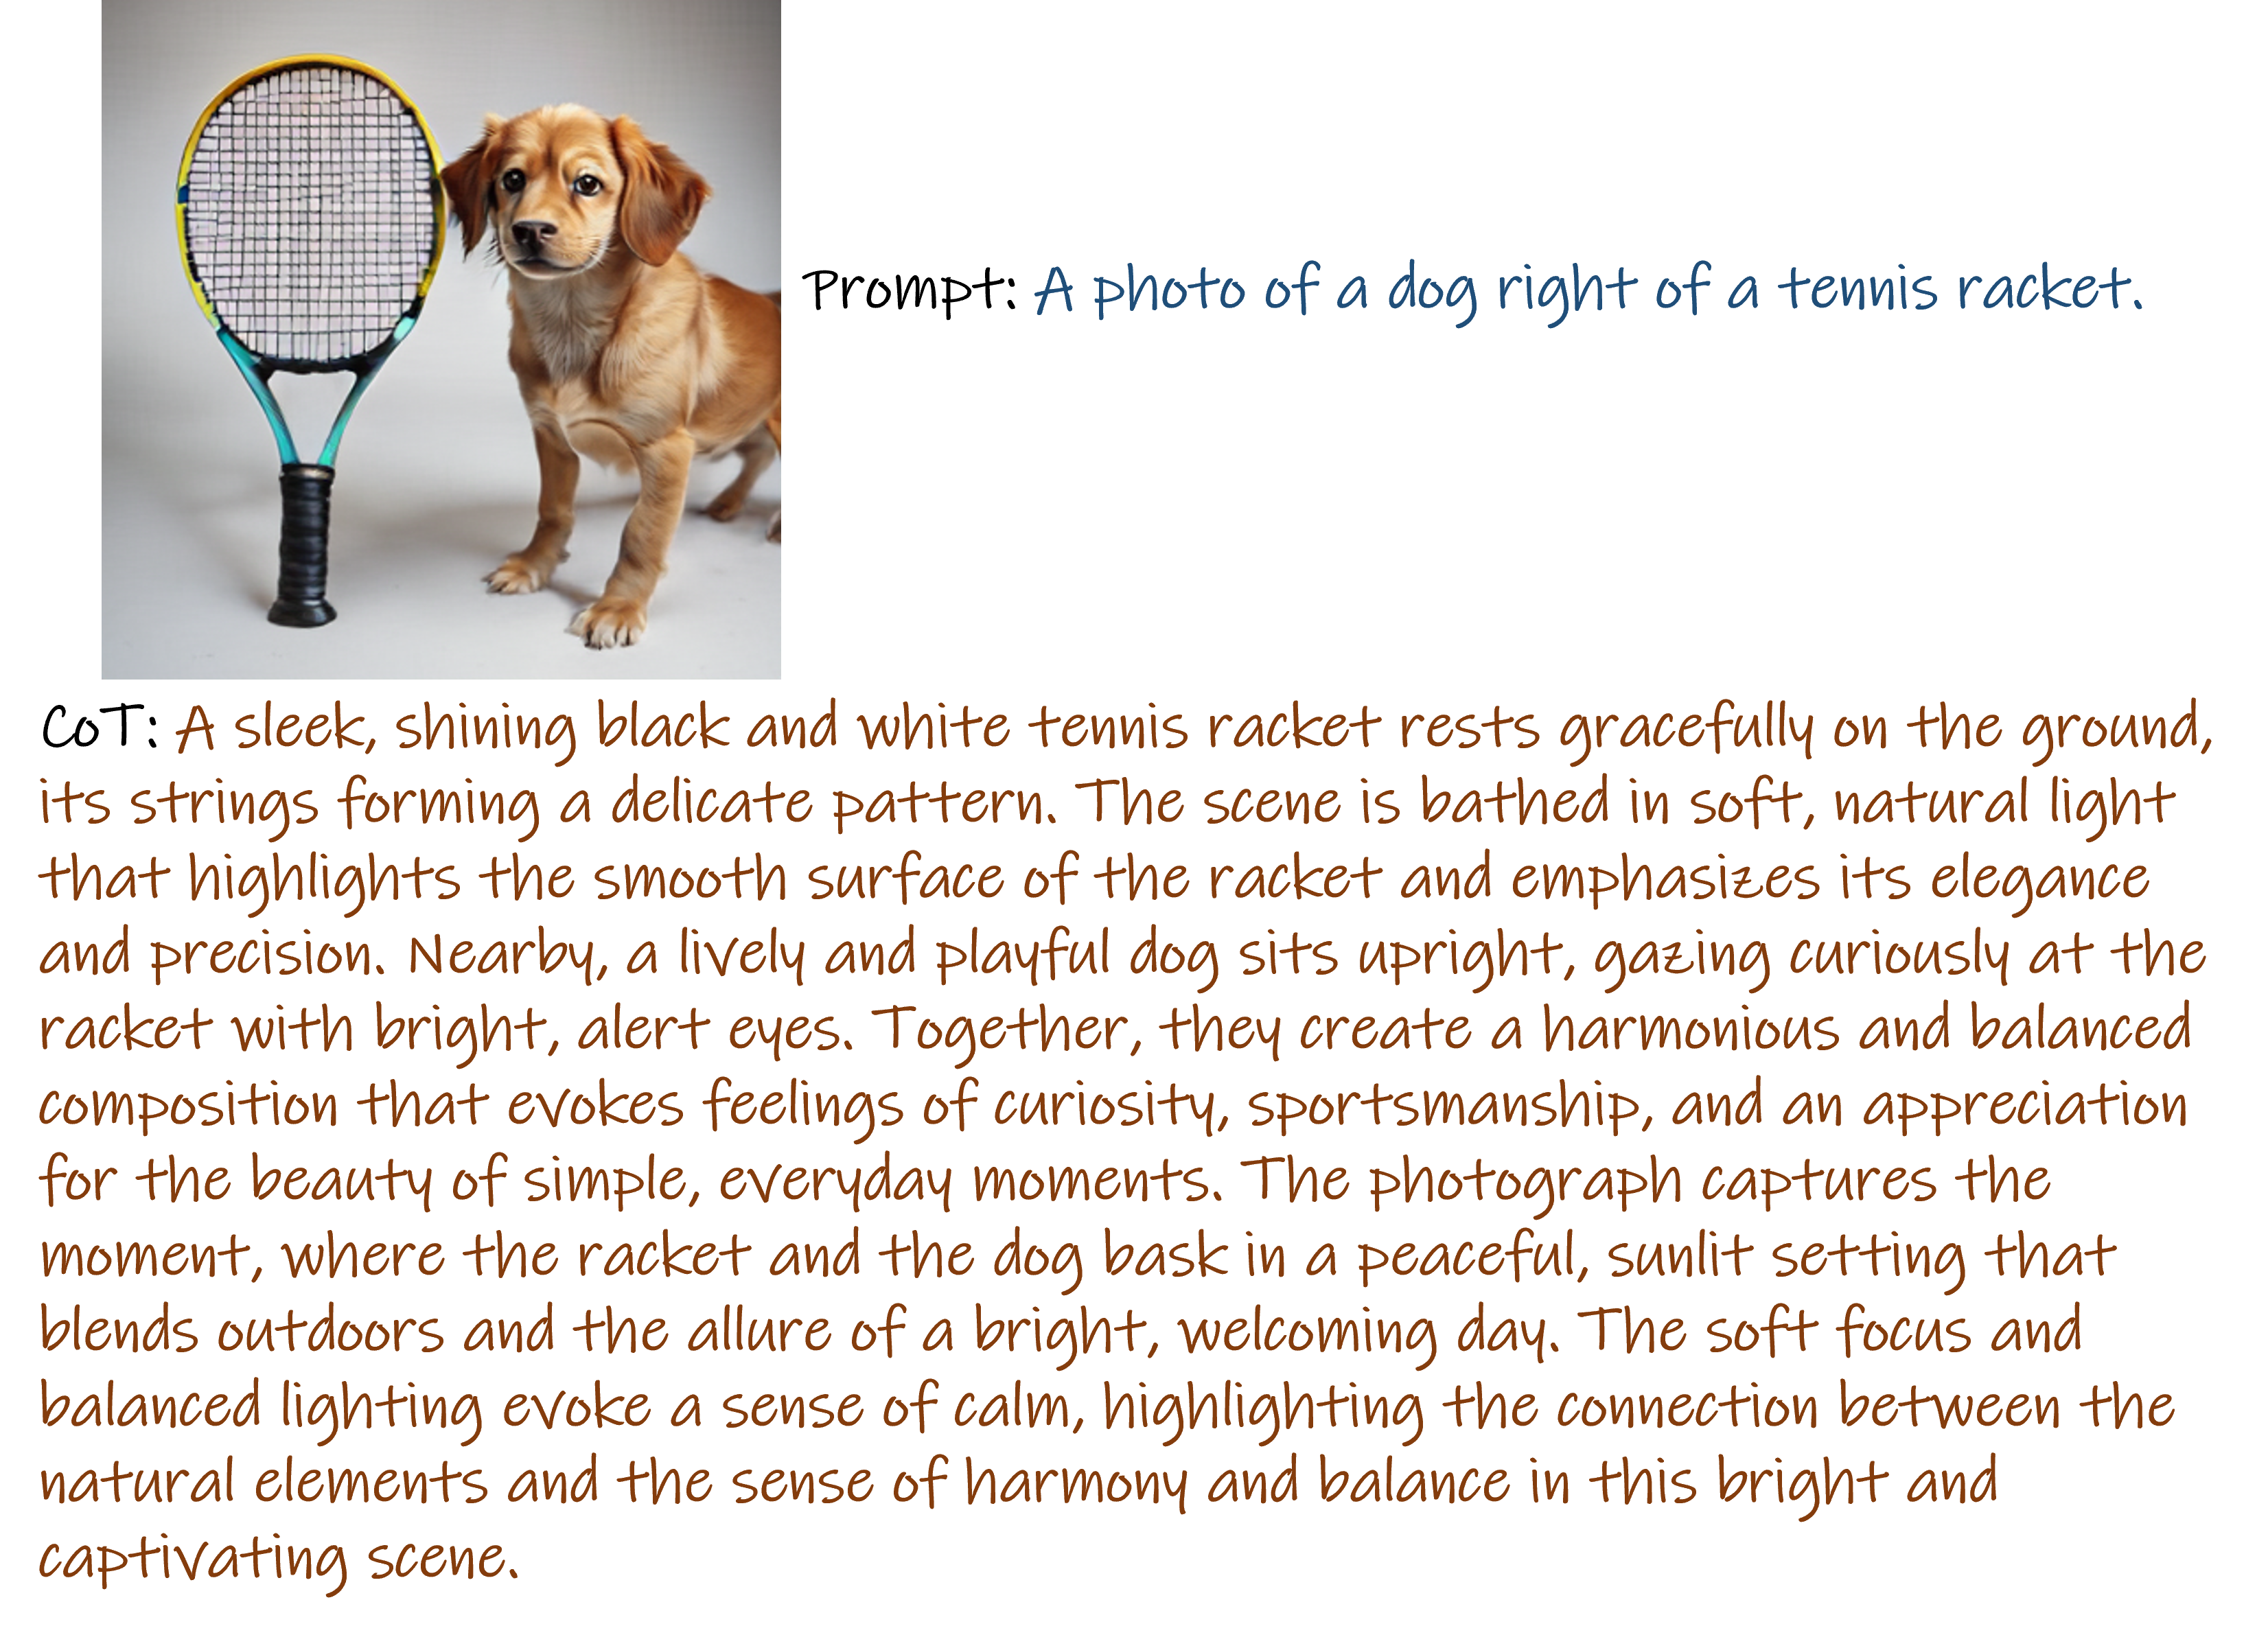 Prompt: A photo of a dog right of a tennis racket.
CoT: A sleek, shining black and white tennis racket rests gracefully on the ground,
its strings forming a delicate pattern. The scene is bathed in soft, natural light
that highlights the smooth surface of the racket and emphasizes its elegance
and precision. Nearby, a lively and playful dog sits upright, gazing curiously at the
racket with bright, alert eyes. Together, they create a harmonious and balanced
composition that evokes feelings of curiosity, sportsmanship, and an appreciation
for the beauty of simple, everyday moments. The photograph captures the
moment, where the racket and the dog bask in a peaceful, sunlit setting that
blends outdoors and the allure of a bright, welcoming day. The soft focus and
balanced lighting evoke a sense of calm, highlighting the connection between the
natural elements and the sense of harmony and balance in this bright and
captivating scene.